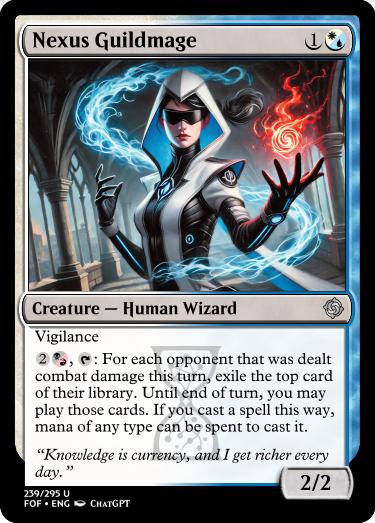 Nexus Guildmage 1
Creature — Human Wizard
Vigilance
2, : For each opponent that was dealt
combat damage this turn, exile the top card
of their library. Until end of turn, you may
play those cards. If you cast a spell this way,
mana of any type can be spent to cast it.
“Knowledge is currency, and I get richer every
day.”
2/2
239/295 U
FOF • ENG ChatGPT